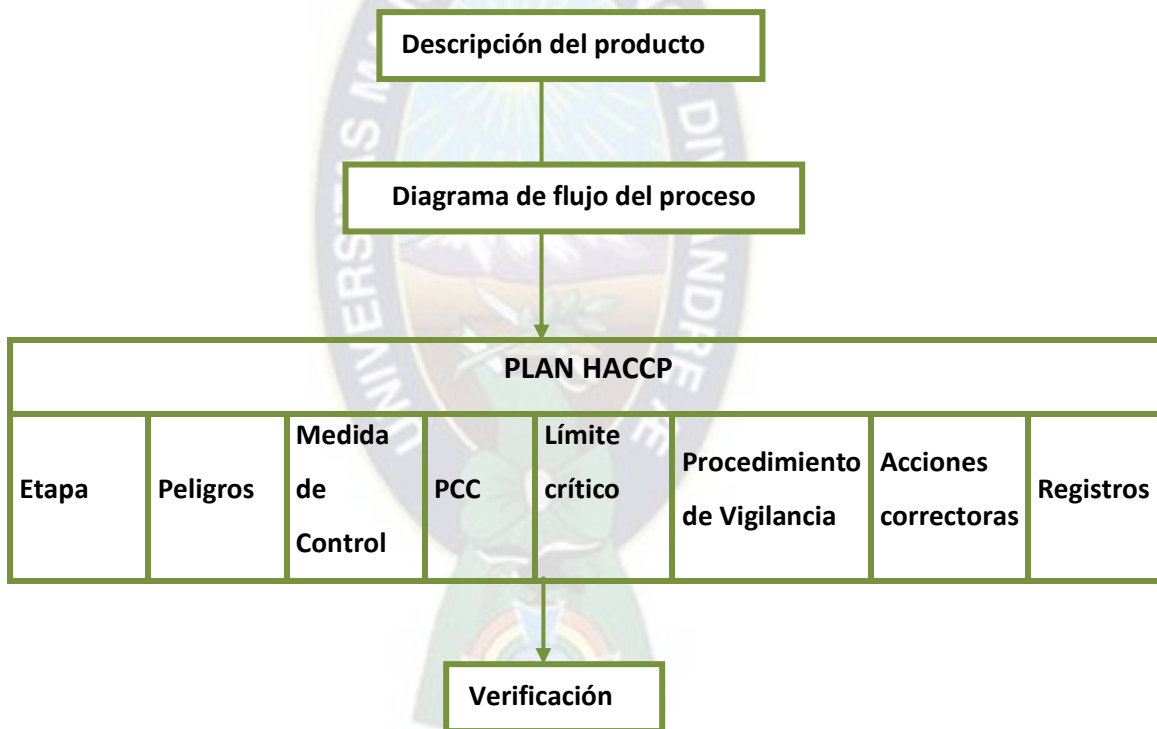 Descripción del producto
Diagrama de flujo del proceso
PLAN HACCP
Etapa
Peligros
Medida
de
Control
PCC
Límite
crítico
Procedimiento
de Vigilancia
Acciones
correctoras
Registros
Verificación